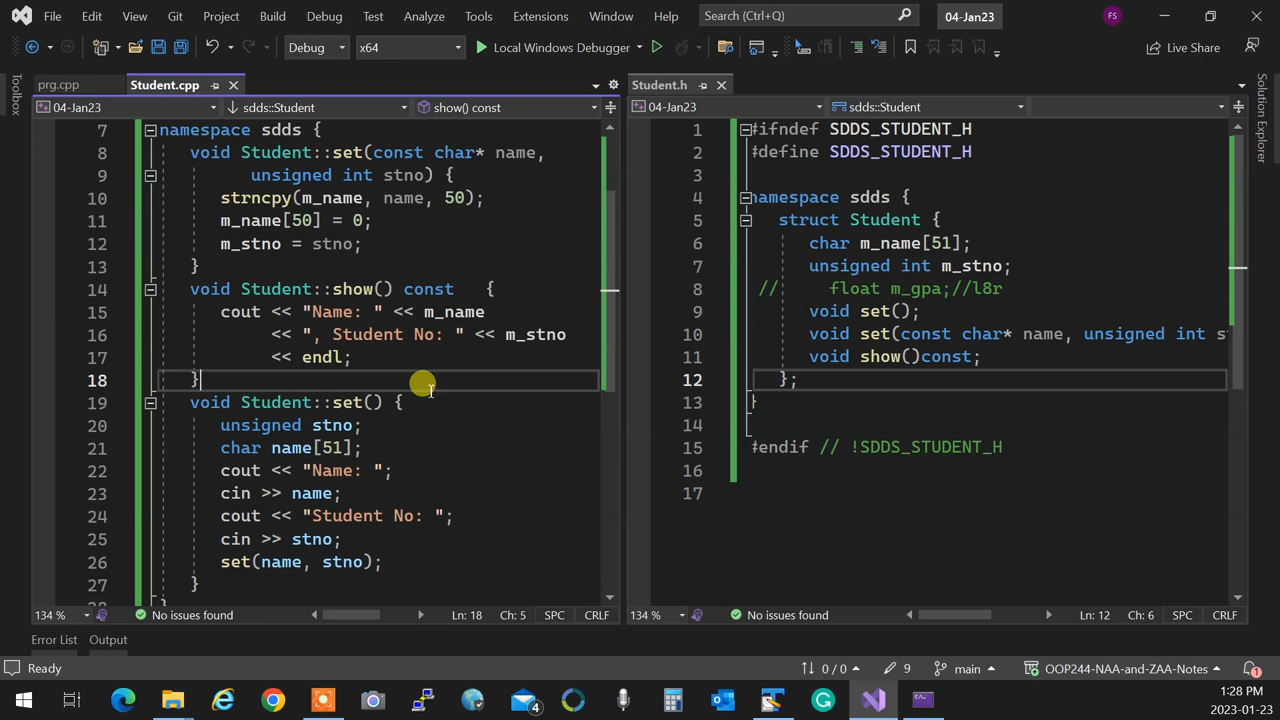 File Edit View Git Project Build Debug Test Analyze Tools Extensions Window Help Search (Ctrl+Q) 04-Jan23 FS
Debug x64 Local Windows Debugger Live Share
Toolbox
prg.cpp Student.cpp
04-Jan23 sdds::Student show() const
7 namespace sdds {
8 void Student::set(const char* name,
9 unsigned int stno) {
10 strncpy(m_name, name, 50);
11 m_name[50] = 0;
12 m_stno = stno;
13 }
14 void Student::show() const {
15 cout << "Name: " << m_name
16 << ", Student No: " << m_stno
17 << endl;
18 }
19 void Student::set() {
20 unsigned stno;
21 char name[51];
22 cout << "Name: ";
23 cin >> name;
24 cout << "Student No: ";
25 cin >> stno;
26 set(name, stno);
27 }
28 }
134 % No issues found Ln: 18 Ch: 5 SPC CRLF
Student.h
04-Jan23 sdds::Student
1 #ifndef SDDS_STUDENT_H
2 #define SDDS_STUDENT_H
3
4 namespace sdds {
5 struct Student {
6 char m_name[51];
7 unsigned int m_stno;
8 // float m_gpa;//l8r
9 void set();
10 void set(const char* name, unsigned int s
11 void show()const;
12 };
13 }
14
15 #endif // !SDDS_STUDENT_H
16
17
134 % No issues found Ln: 12 Ch: 6 SPC CRLF
Solution Explorer
Error List Output
Ready 0 / 0 9 main OOP244-NAA-and-ZAA-Notes 1
4
1:28 PM
2023-01-23